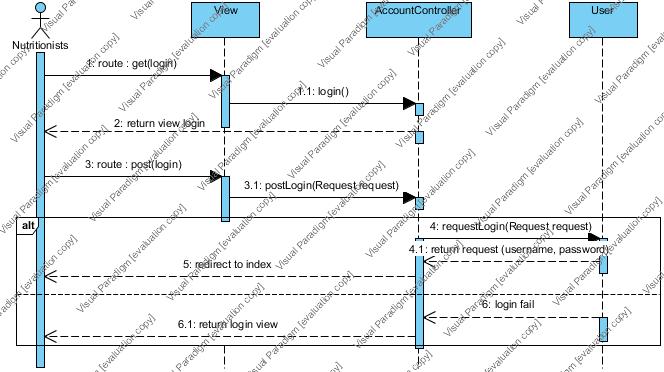 View
AccountController
User
Nutritionists
1: route : get(login)
1.1: login()
2: return view login
3: route : post(login)
3.1: postLogin(Request request)
alt
4: requestLogin(Request request)
4.1: return request (username, password)
5: redirect to index
6: login fail
6.1: return login view
Visual Paradigm [evaluation copy]